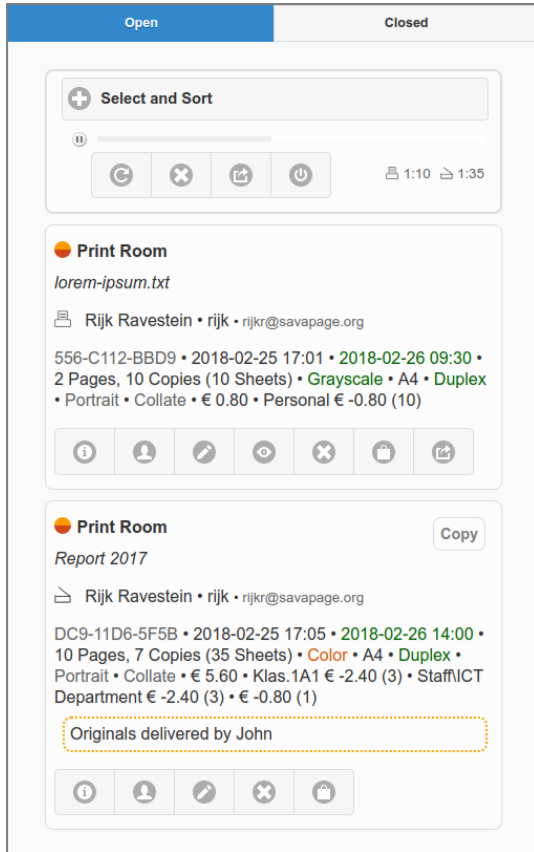 Open Closed
Select and Sort
1:10 1:35
Print Room
lorem-ipsum.txt
Rijk Ravestein • rijk • rijkr@savapage.org
556-C112-BBD9 • 2018-02-25 17:01 • 2018-02-26 09:30 •
2 Pages, 10 Copies (10 Sheets) • Grayscale • A4 • Duplex
• Portrait • Collate • € 0.80 • Personal € -0.80 (10)
Print Room
Copy
Report 2017
Rijk Ravestein • rijk • rijkr@savapage.org
DC9-11D6-5F5B • 2018-02-25 17:05 • 2018-02-26 14:00 •
10 Pages, 7 Copies (35 Sheets) • Color • A4 • Duplex •
Portrait • Collate • € 5.60 • Klas.1A1 € -2.40 (3) • Staff\ICT
Department € -2.40 (3) • € -0.80 (1)
Originals delivered by John